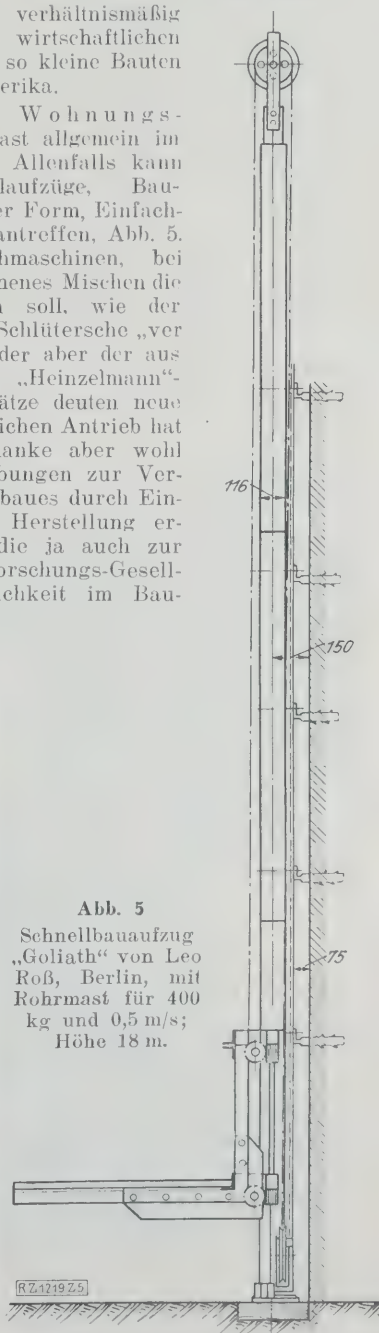 verhältnismäßig
wirtschaftlichen
so kleine Bauten
erika.
Wohnungs-
ast allgemein im
Allenfalls kann
laufzüge, Bau-
er Form, Einfach-
antreffen, Abb. 5.
hmaschinen, bei
menes Mischen die
n soll, wie der
Schlütersche „ver
der aber der aus
„Heinzelmann“-
ätze deuten neue
lichen Antrieb hat
anke aber wohl
bungen zur Ver-
baues durch Ein-
Herstellung er-
die ja auch zur
orschungs-Gesell-
lichkeit im Bau-
116
150
75
Abb. 5
Schnellbauaufzug
„Goliath“ von Leo
Roß, Berlin, mit
Rohrmast für 400
kg und 0,5 m/s;
Höhe 18 m.
RZ1219Z5